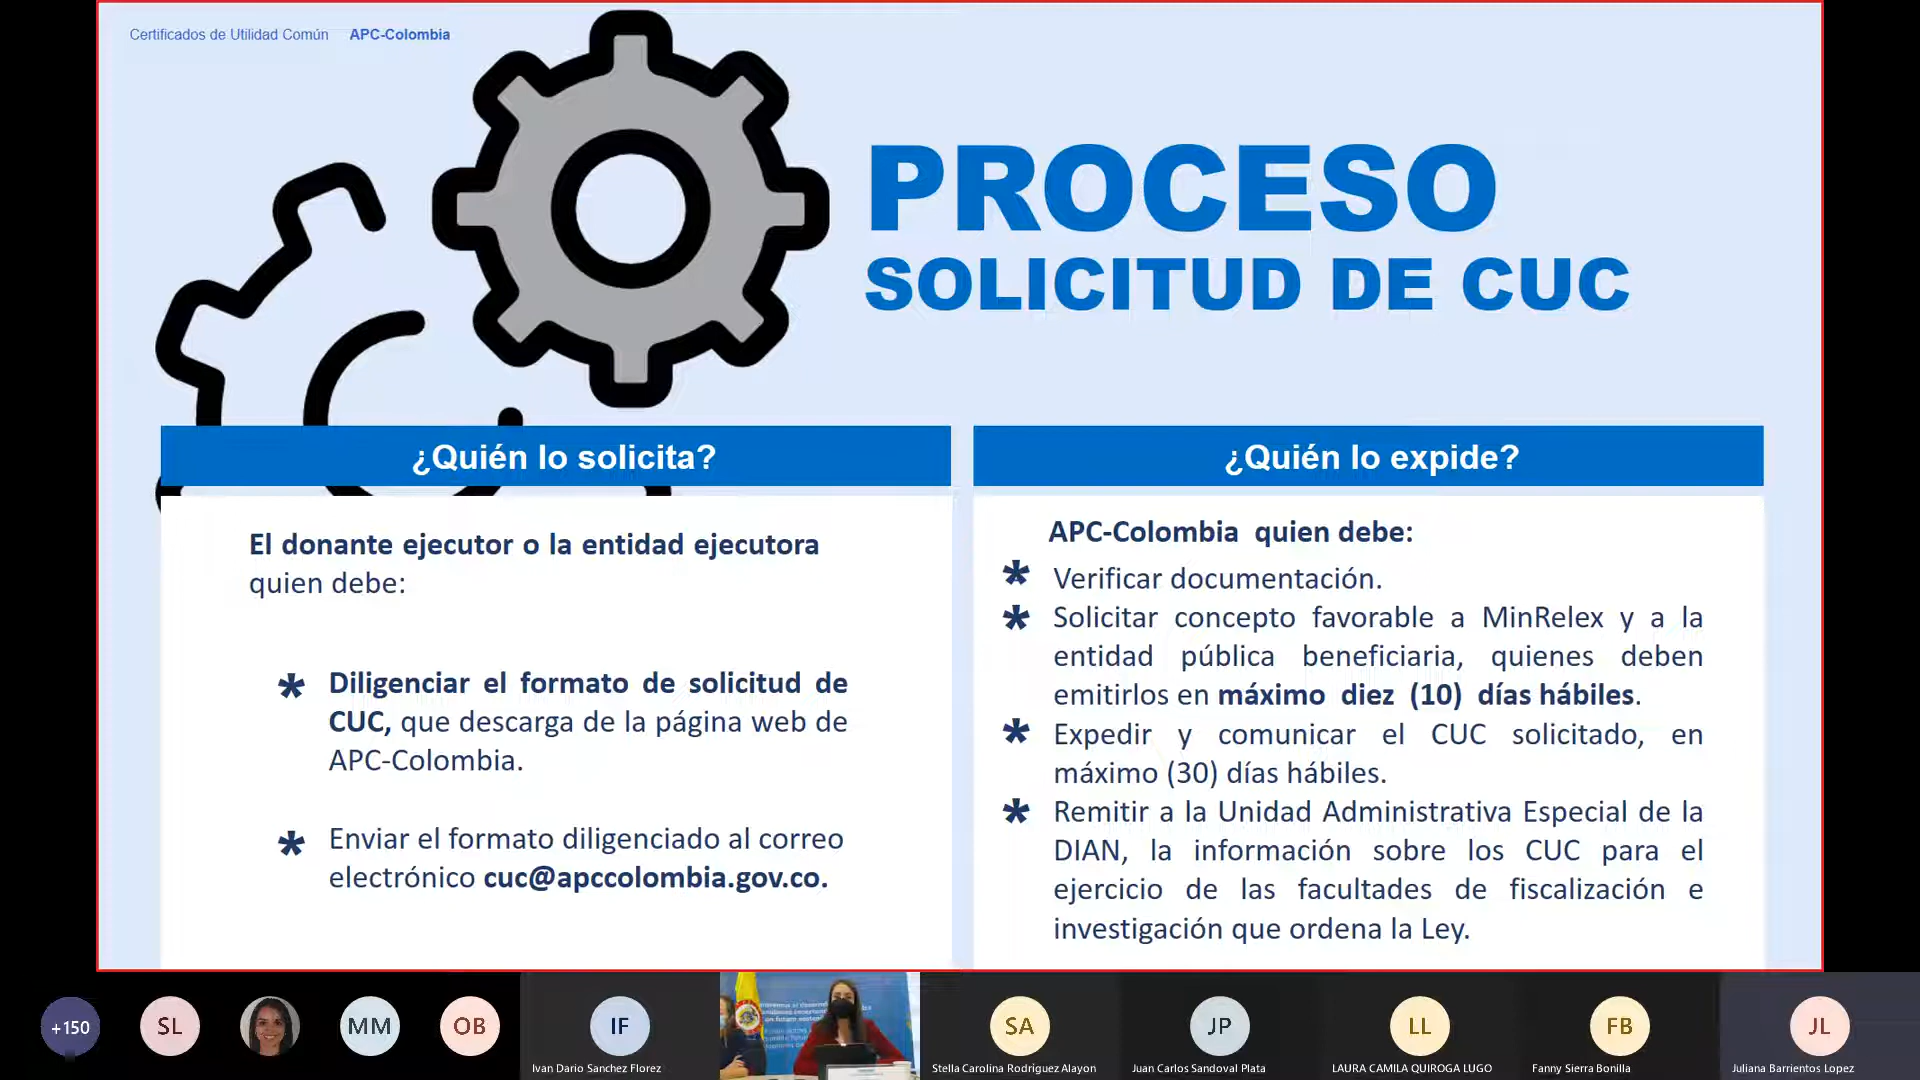 Certificados de Utilidad Común APC-Colombia
PROCESO
SOLICITUD DE CUC
¿Quién lo solicita?
El donante ejecutor o la entidad ejecutora
quien debe:
* Diligenciar el formato de solicitud de
CUC, que descarga de la página web de
APC-Colombia.
* Enviar el formato diligenciado al correo
electrónico cuc@apccolombia.gov.co.
¿Quién lo expide?
APC-Colombia quien debe:
* Verificar documentación.
* Solicitar concepto favorable a MinRelex y a la
entidad pública beneficiaria, quienes deben
emitirlos en máximo diez (10) días hábiles.
* Expedir y comunicar el CUC solicitado, en
máximo (30) días hábiles.
* Remitir a la Unidad Administrativa Especial de la
DIAN, la información sobre los CUC para el
ejercicio de las facultades de fiscalización e
investigación que ordena la Ley.
+150
SL
MM
OB
IF
Ivan Dario Sanchez Florez
SA
Stella Carolina Rodriguez Alayon
JP
Juan Carlos Sandoval Plata
LL
LAURA CAMILA QUIROGA LUGO
FB
Fanny Sierra Bonilla
JL
Juliana Barrientos Lopez